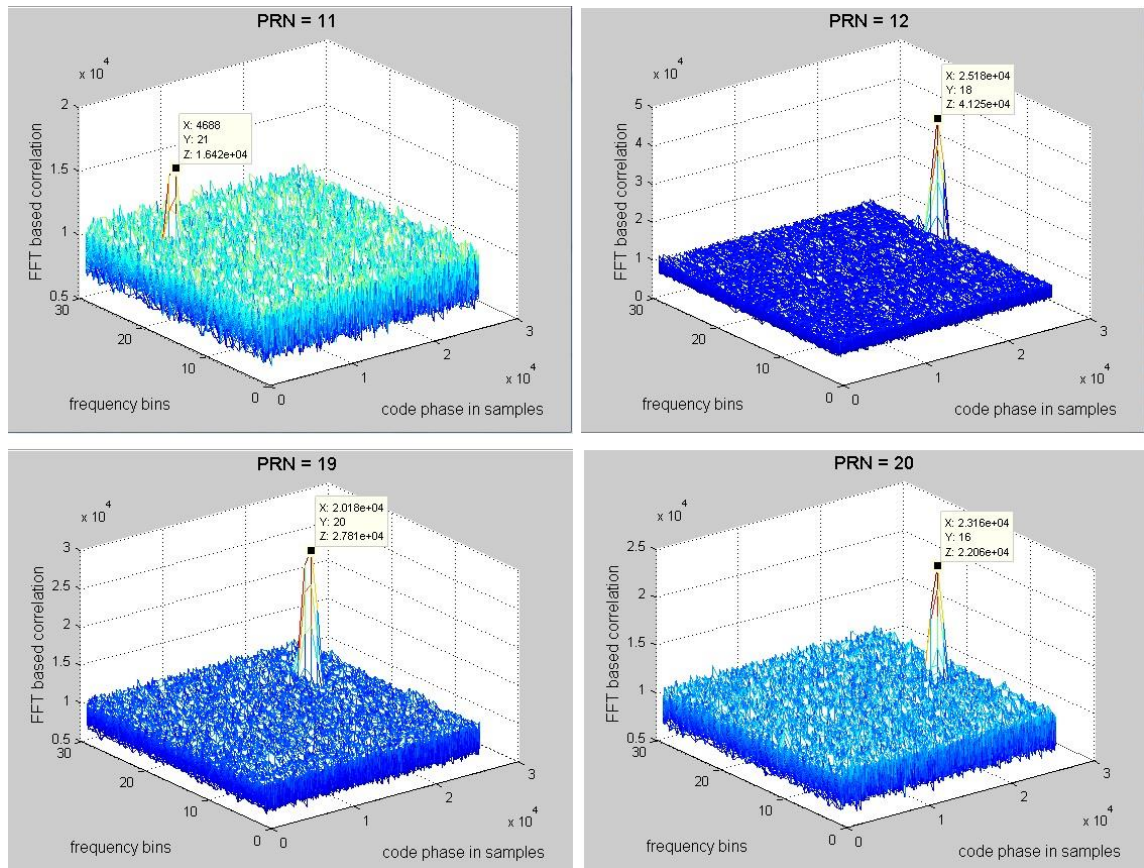 PRN = 11
x 10^4
X: 4688
Y: 21
Z: 1.642e+04
2
1.5
1
0.5
FFT based correlation
30
20
10
0
frequency bins
0
1
2
3
x 10^4
code phase in samples
PRN = 12
x 10^4
X: 2.518e+04
Y: 18
Z: 4.125e+04
5
4
3
2
1
0
FFT based correlation
30
20
10
0
frequency bins
0
1
2
3
x 10^4
code phase in samples
PRN = 19
x 10^4
X: 2.018e+04
Y: 20
Z: 2.781e+04
3
2.5
2
1.5
1
0.5
FFT based correlation
30
20
10
0
frequency bins
0
1
2
3
x 10^4
code phase in samples
PRN = 20
x 10^4
X: 2.316e+04
Y: 16
Z: 2.206e+04
2.5
2
1.5
1
0.5
FFT based correlation
30
20
10
0
frequency bins
0
1
2
3
x 10^4
code phase in samples